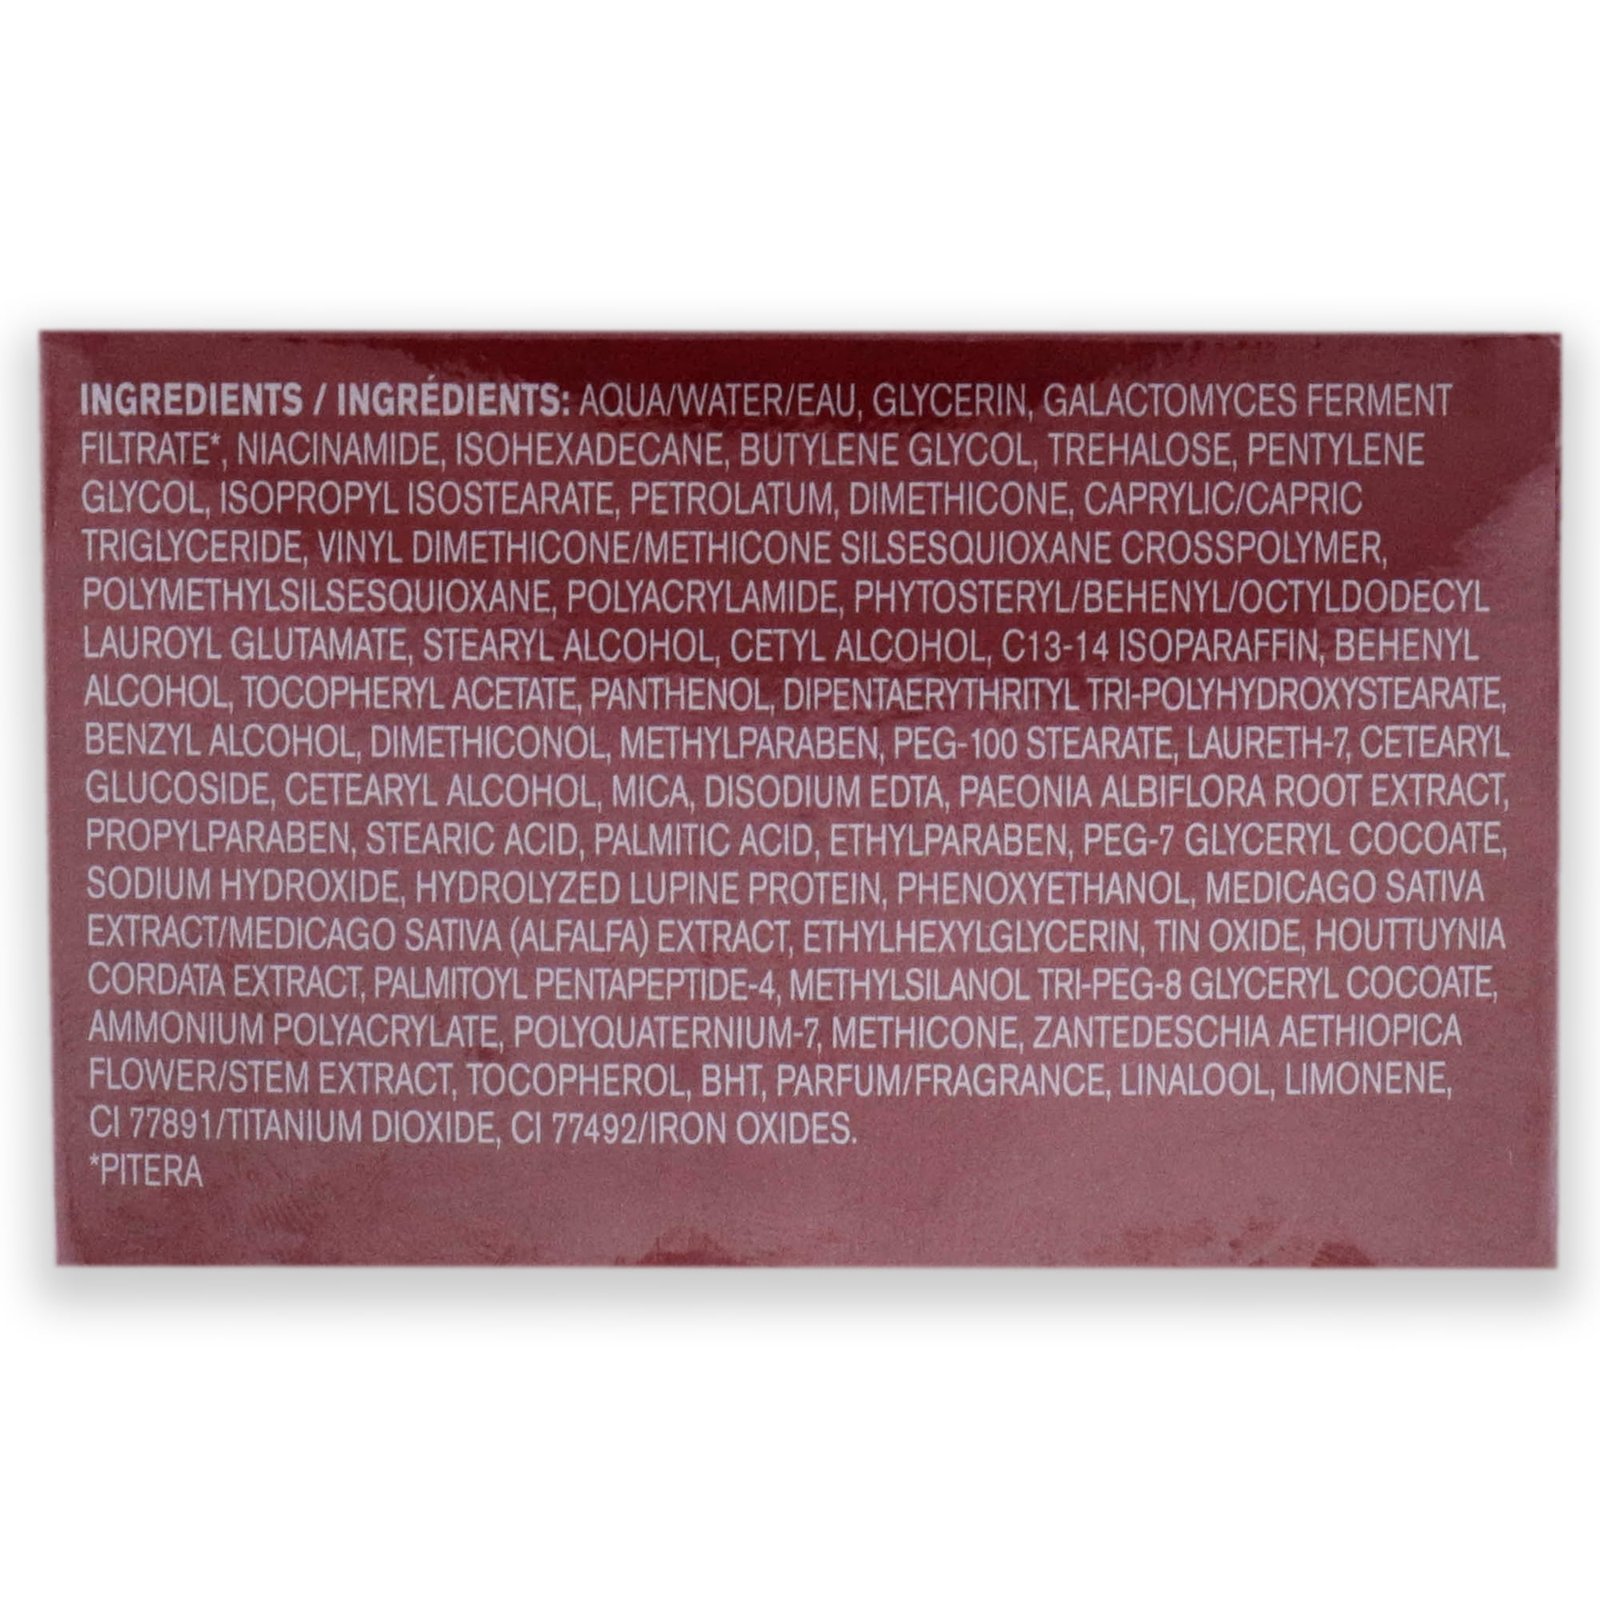 INGREDIENTS / INGRÉDIENTS: AQUA/WATER/EAU, GLYCERIN, GALACTOMYCES FERMENT
FILTRATE*, NIACINAMIDE, ISOHEXADECANE, BUTYLENE GLYCOL, TREHALOSE, PENTYLENE
GLYCOL, ISOPROPYL ISOSTEARATE, PETROLATUM, DIMETHICONE, CAPRYLIC/CAPRIC
TRIGLYCERIDE, VINYL DIMETHICONE/METHICONE SILSESQUIOXANE CROSSPOLYMER,
POLYMETHYLSILSESQUIOXANE, POLYACRYLAMIDE, PHYTOSTERYL/BEHENYL/OCTYLDODECYL
LAUROYL GLUTAMATE, STEARYL ALCOHOL, CETYL ALCOHOL, C13-14 ISOPARAFFIN, BEHENYL
ALCOHOL, TOCOPHERYL ACETATE, PANTHENOL, DIPENTAERYTHRITYL TRI-POLYHYDROXYSTEARATE,
BENZYL ALCOHOL, DIMETHICONOL, METHYLPARABEN, PEG-100 STEARATE, LAURETH-7, CETEARYL
GLUCOSIDE, CETEARYL ALCOHOL, MICA, DISODIUM EDTA, PAEONIA ALBIFLORA ROOT EXTRACT,
PROPYLPARABEN, STEARIC ACID, PALMITIC ACID, ETHYLPARABEN, PEG-7 GLYCERYL COCOATE,
SODIUM HYDROXIDE, HYDROLYZED LUPINE PROTEIN, PHENOXYETHANOL, MEDICAGO SATIVA
EXTRACT/MEDICAGO SATIVA (ALFALFA) EXTRACT, ETHYLHEXYLGLYCERIN, TIN OXIDE, HOUTTUYNIA
CORDATA EXTRACT, PALMITOYL PENTAPEPTIDE-4, METHYLSILANOL TRI-PEG-8 GLYCERYL COCOATE,
AMMONIUM POLYACRYLATE, POLYQUATERNIUM-7, METHICONE, ZANTEDESCHIA AETHIOPICA
FLOWER/STEM EXTRACT, TOCOPHEROL, BHT, PARFUM/FRAGRANCE, LINALOOL, LIMONENE,
CI 77891/TITANIUM DIOXIDE, CI 77492/IRON OXIDES.
*PITERA